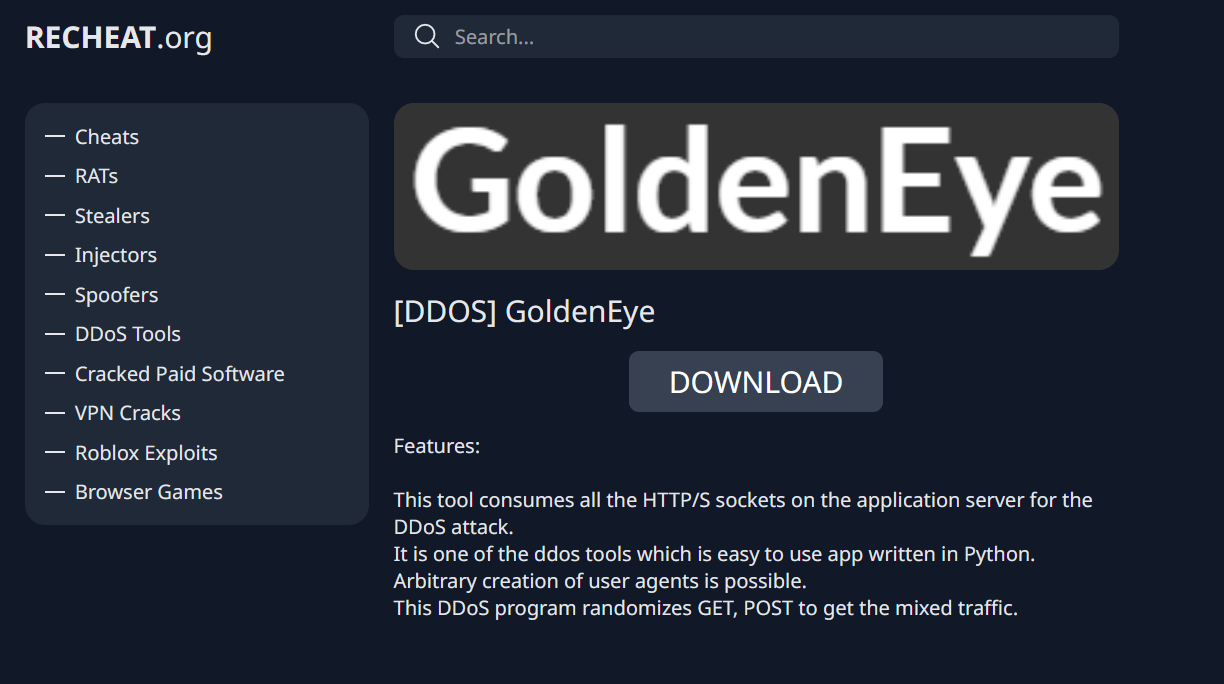 RECHEAT.org
Search...
Cheats
RATs
Stealers
Injectors
Spoofers
DDoS Tools
Cracked Paid Software
VPN Cracks
Roblox Exploits
Browser Games
GoldenEye
[DDOS] GoldenEye
DOWNLOAD
Features:
This tool consumes all the HTTP/S sockets on the application server for the
DDoS attack.
It is one of the ddos tools which is easy to use app written in Python.
Arbitrary creation of user agents is possible.
This DDoS program randomizes GET, POST to get the mixed traffic.